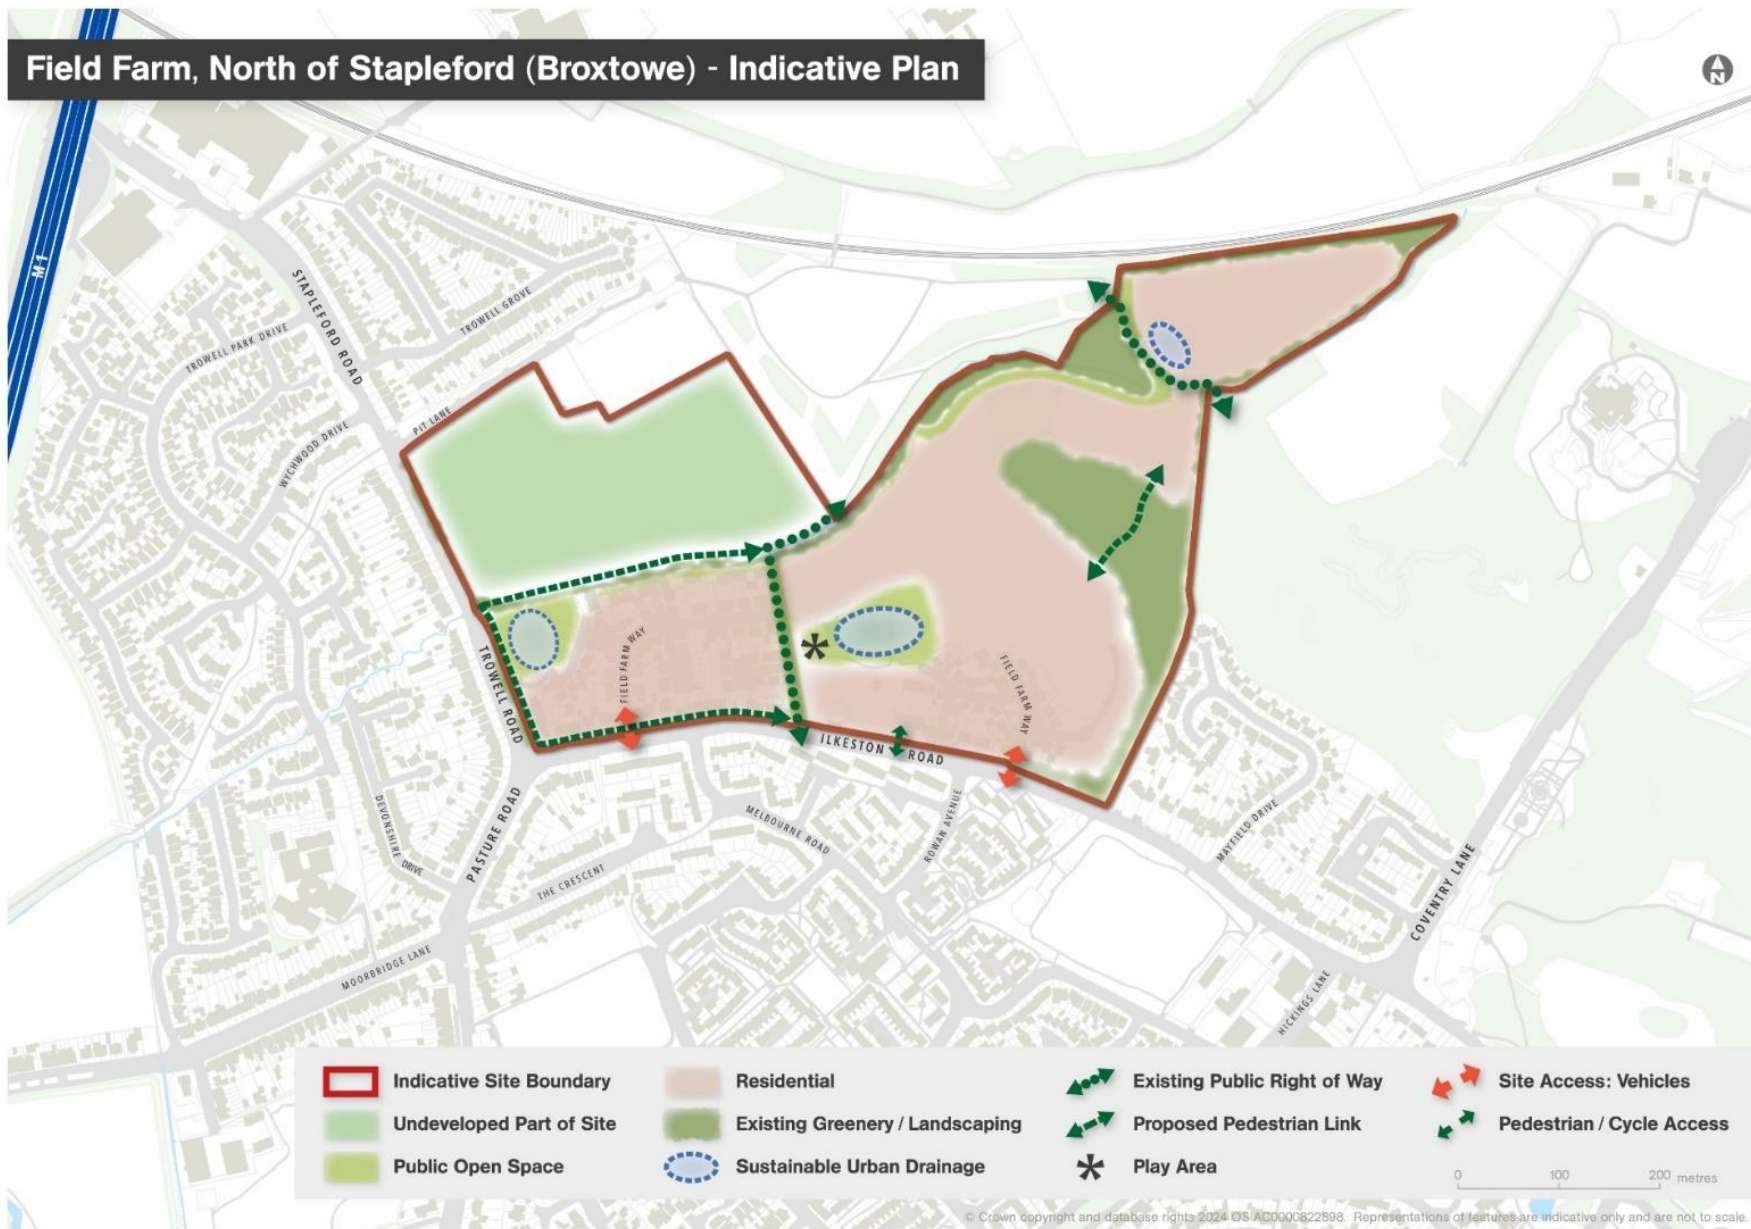 Field Farm, North of Stapleford (Broxtowe) - Indicative Plan
N
M1
STAPLEFORD ROAD
TROWELL GROVE
TROWELL PARK DRIVE
PIT LANE
WYCHWOOD DRIVE
TROWELL ROAD
FIELD FARM WAY
FIELD FARM WAY
ILKESTON ROAD
DEVONSHIRE DRIVE
PASTURE ROAD
THE CRESCENT
MELBOURNE ROAD
ROWAN AVENUE
MAYFIELD DRIVE
COVENTRY LANE
MOORBRIDGE LANE
HICKINGS LANE
Indicative Site Boundary
Residential
Existing Public Right of Way
Site Access: Vehicles
Undeveloped Part of Site
Existing Greenery / Landscaping
Proposed Pedestrian Link
Pedestrian / Cycle Access
Public Open Space
Sustainable Urban Drainage
Play Area
0 100 200 metres
© Crown copyright and database rights 2024 OS AC0000822898. Representations of features are indicative only and are not to scale.